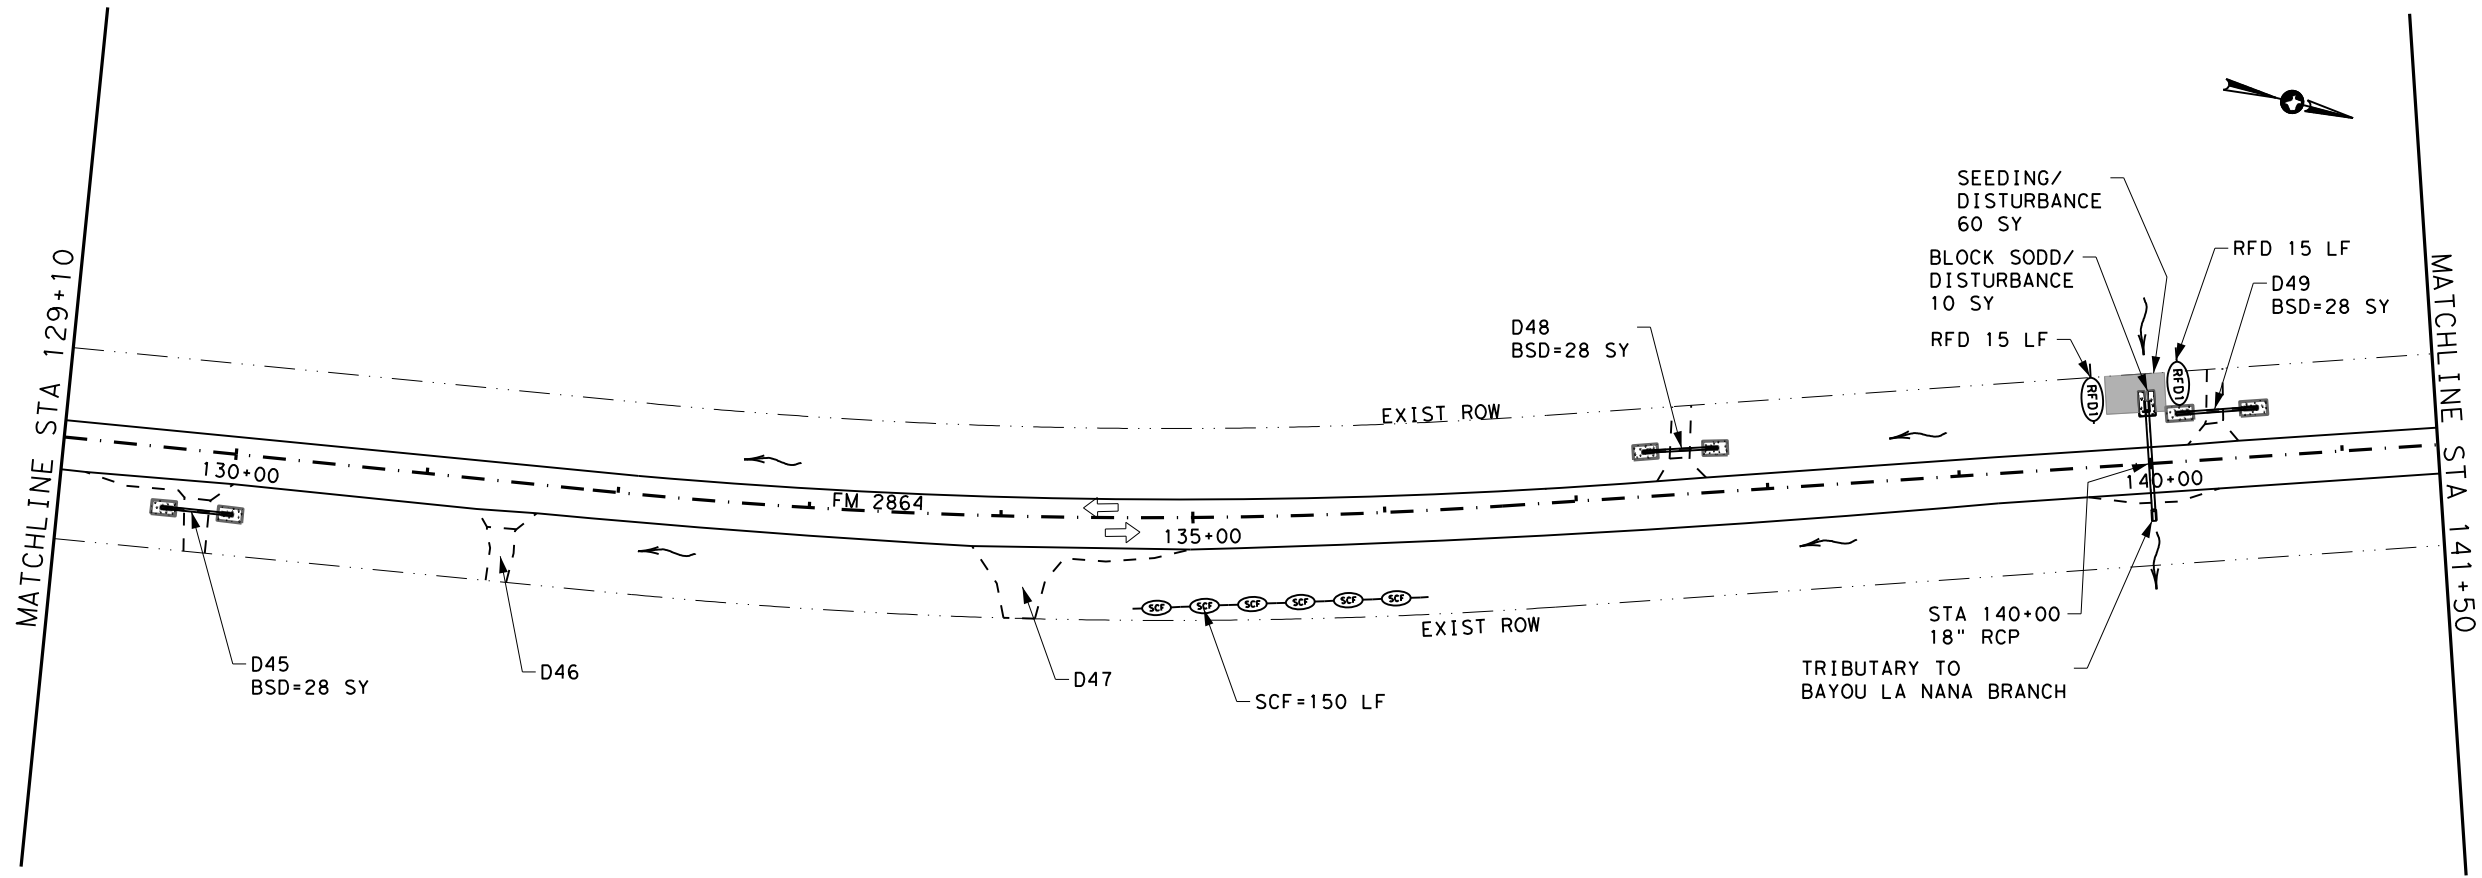 MATCHLINE STA 129+10
SEEDING/
DISTURBANCE
60 SY
BLOCK SODD/
DISTURBANCE
10 SY
RFD 15 LF
RFD 15 LF
D49
BSD=28 SY
D48
BSD=28 SY
RFD1
RFD1
EXIST ROW
130+00
FM 2864
135+00
140+00
SCF
SCF
SCF
SCF
SCF
SCF
EXIST ROW
STA 140+00
18" RCP
TRIBUTARY TO
BAYOU LA NANA BRANCH
D45
BSD=28 SY
D46
D47
SCF=150 LF
MATCHLINE STA 141+50